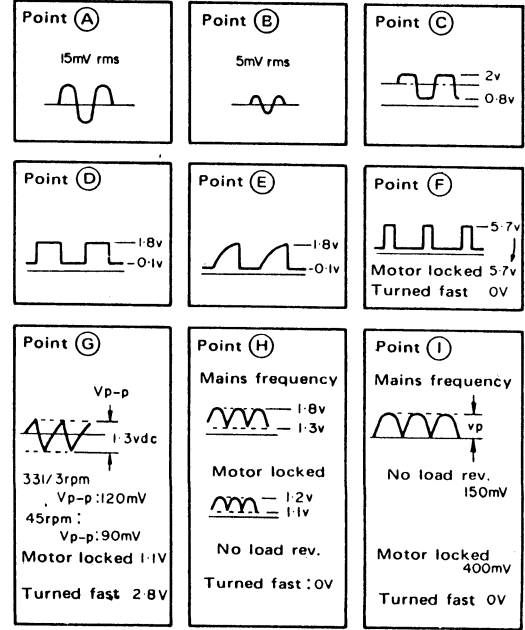 Point A
15mV rms
Point B
5mV rms
Point C
2v
0·8v
Point D
1·8v
0·1v
Point E
1·8v
0·1v
Point F
5·7v
Motor locked 5·7v
Turned fast 0V
Point G
Vp-p
1·3vdc
331/3rpm
Vp-p:120mV
45rpm:
Vp-p:90mV
Motor locked 1·1V
Turned fast 2·8V
Point H
Mains frequency
1·8v
1·3v
Motor locked
1·2v
1·1v
No load rev.
Turned fast : 0V
Point I
Mains frequency
vp
No load rev.
150mV
Motor locked
400mV
Turned fast 0V